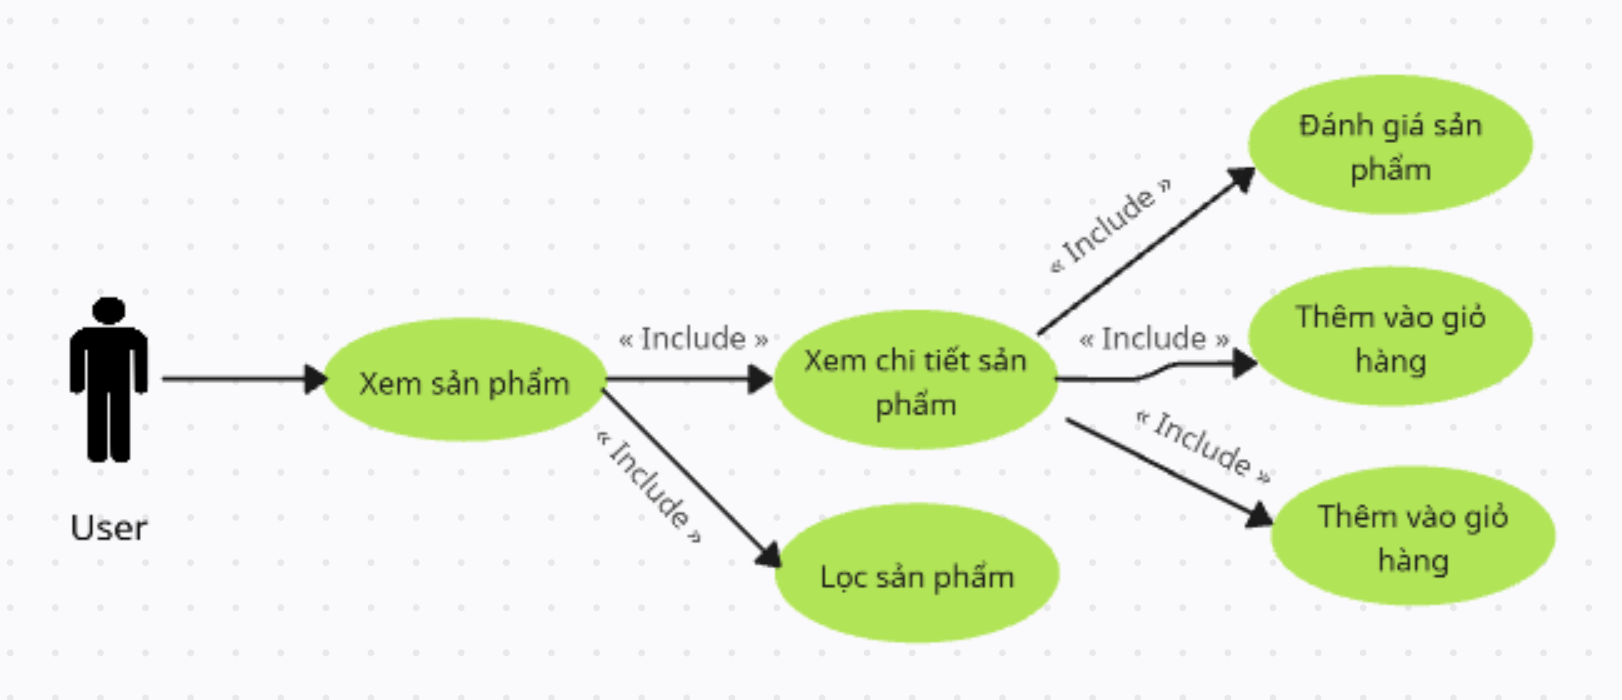 Đánh giá sản
phẩm
« Include »
Thêm vào giỏ
hàng
« Include »
« Include »
Xem chi tiết sản
phẩm
Xem sản phẩm
« Include »
« Include »
Thêm vào giỏ
hàng
User
Lọc sản phẩm